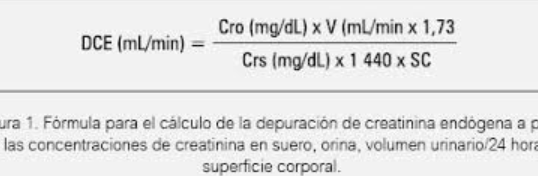 DCE (mL/min) = Cro (mg/dL) x V (mL/min x 1,73
Crs (mg/dL) x 1 440 x SC
ura 1. Fórmula para el cálculo de la depuración de creatinina endógena a p
las concentraciones de creatinina en suero, orina, volumen urinario/24 hora
superficie corporal.